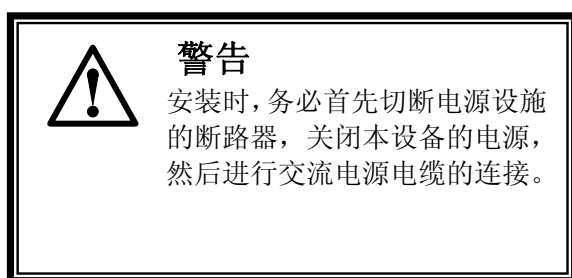 警告
安装时，务必首先切断电源设施
的断路器，关闭本设备的电源，
然后进行交流电源电缆的连接。